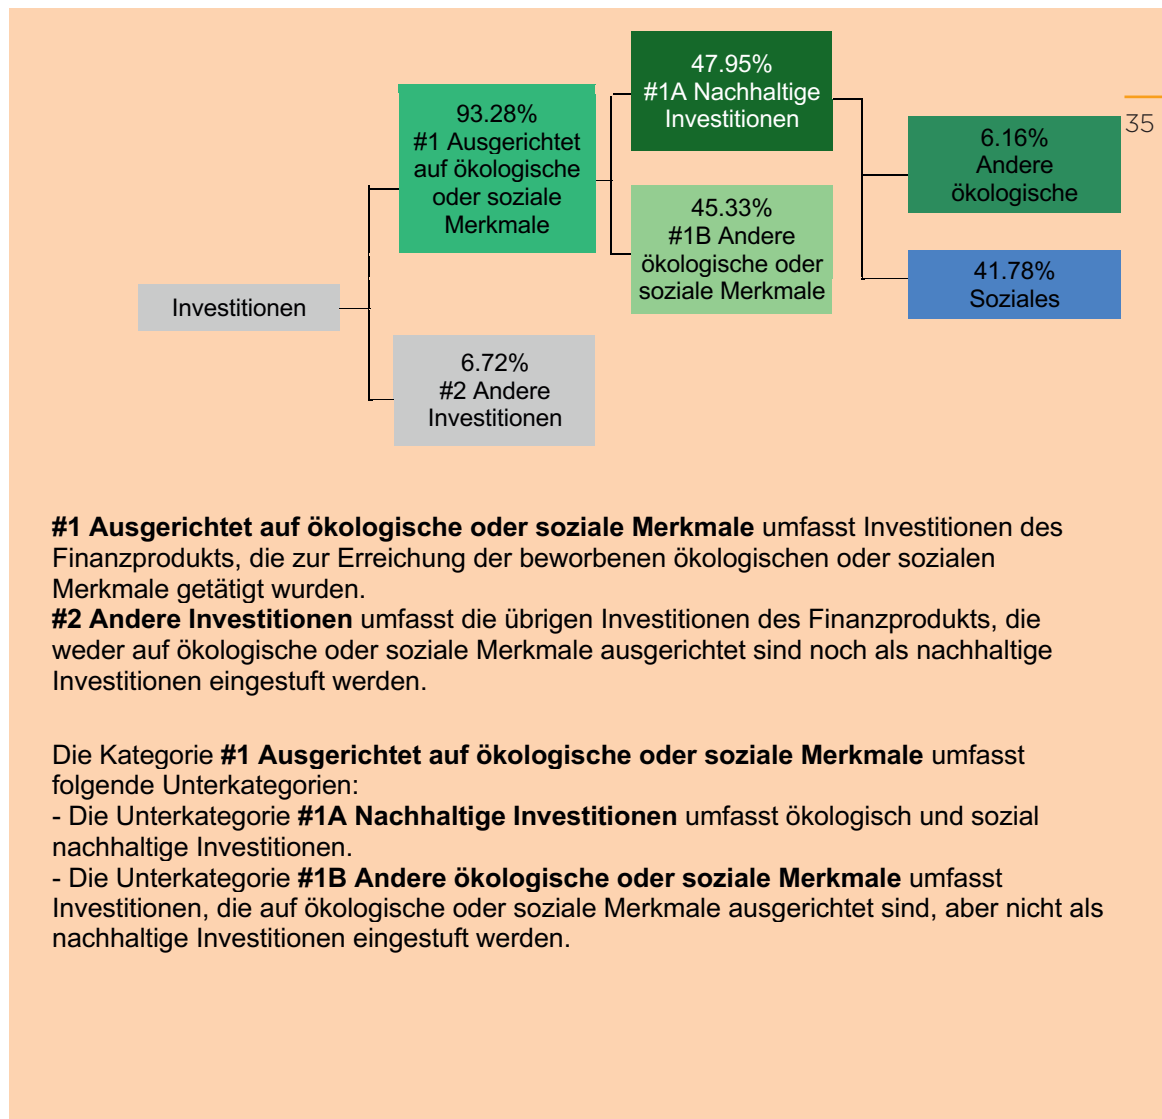 47.95%
#1A Nachhaltige
Investitionen
93.28%
#1 Ausgerichtet
auf ökologische
oder soziale
Merkmale
35
6.16%
Andere
ökologische
45.33%
#1B Andere
ökologische oder
soziale Merkmale
41.78%
Soziales
Investitionen
6.72%
#2 Andere
Investitionen
#1 Ausgerichtet auf ökologische oder soziale Merkmale umfasst Investitionen des
Finanzprodukts, die zur Erreichung der beworbenen ökologischen oder sozialen
Merkmale getätigt wurden.
#2 Andere Investitionen umfasst die übrigen Investitionen des Finanzprodukts, die
weder auf ökologische oder soziale Merkmale ausgerichtet sind noch als nachhaltige
Investitionen eingestuft werden.
Die Kategorie #1 Ausgerichtet auf ökologische oder soziale Merkmale umfasst
folgende Unterkategorien:
- Die Unterkategorie #1A Nachhaltige Investitionen umfasst ökologisch und sozial
nachhaltige Investitionen.
- Die Unterkategorie #1B Andere ökologische oder soziale Merkmale umfasst
Investitionen, die auf ökologische oder soziale Merkmale ausgerichtet sind, aber nicht als
nachhaltige Investitionen eingestuft werden.